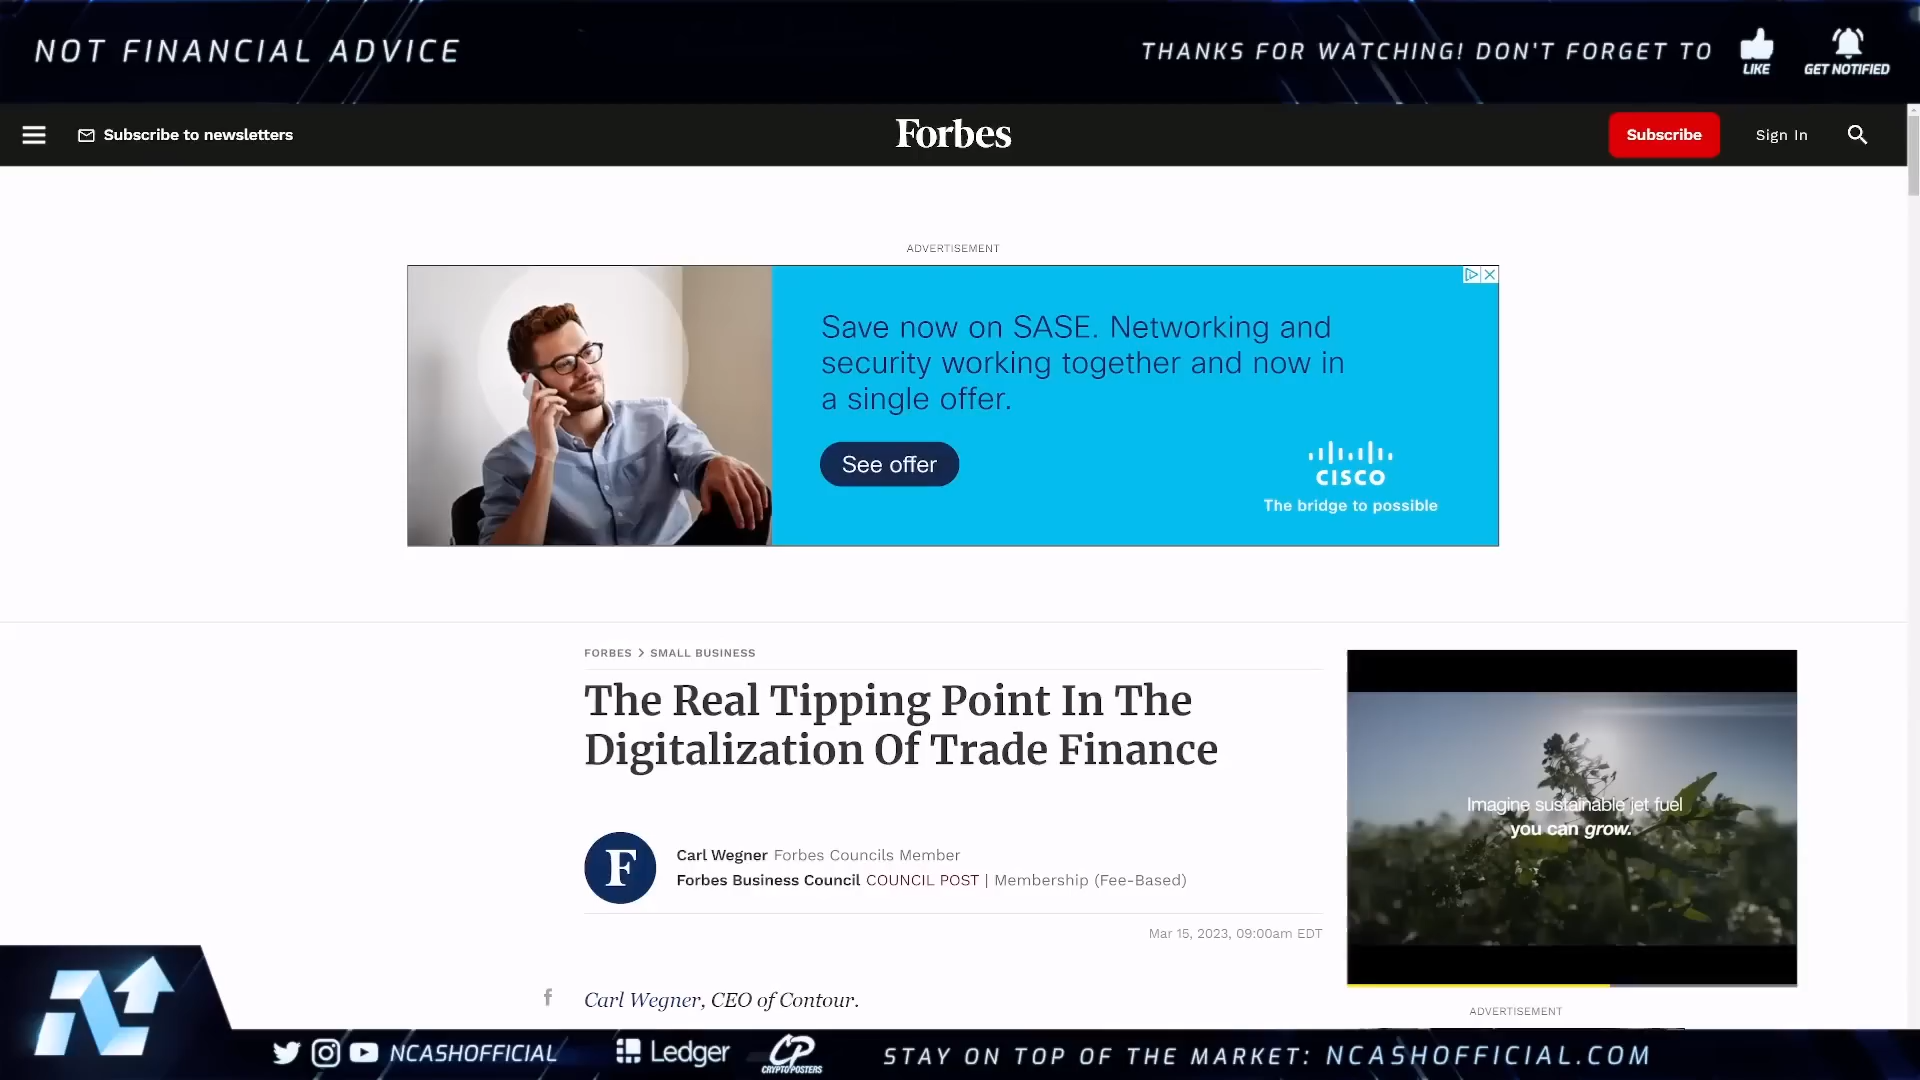 NOT FINANCIAL ADVICE
THANKS FOR WATCHING! DON'T FORGET TO
LIKE
GET NOTIFIED
Subscribe to newsletters
Forbes
Subscribe
Sign In
ADVERTISEMENT
Save now on SASE. Networking and
security working together and now in
a single offer.
See offer
CISCO
The bridge to possible
FORBES > SMALL BUSINESS
The Real Tipping Point In The
Digitalization Of Trade Finance
F
Carl Wegner Forbes Councils Member
Forbes Business Council COUNCIL POST | Membership (Fee-Based)
Mar 15, 2023, 09:00am EDT
Carl Wegner, CEO of Contour.
Imagine sustainable jet fuel
you can grow.
ADVERTISEMENT
NCASHOFFICIAL
Ledger
CP
CRYPTOPOSTERS
STAY ON TOP OF THE MARKET: NCASHOFFICIAL.COM